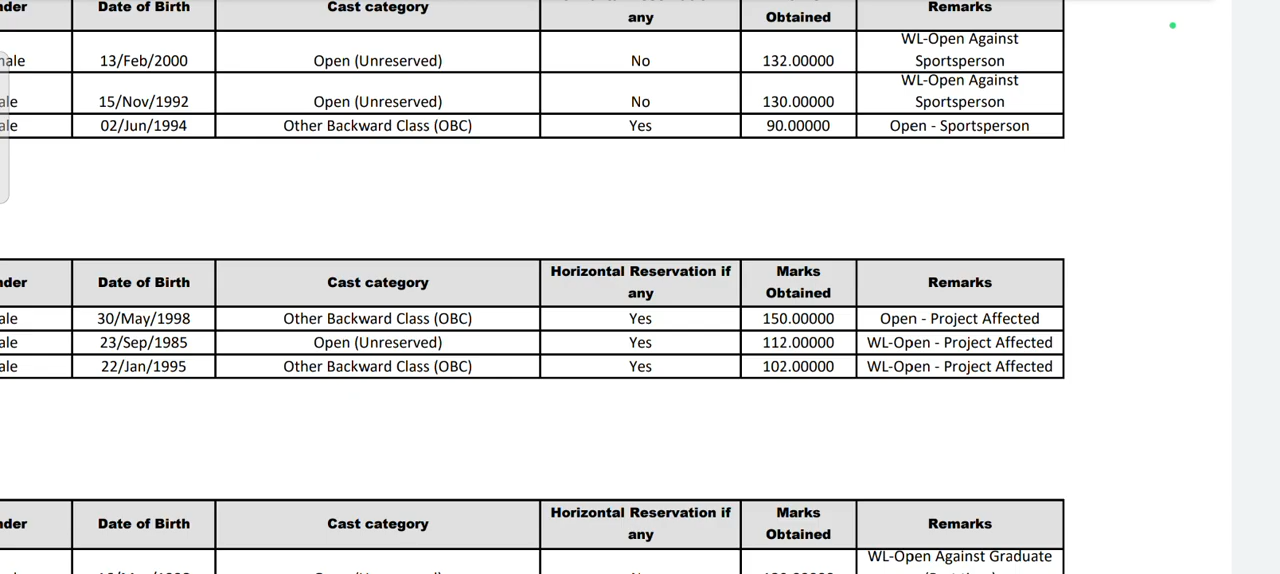 Date of Birth Cast category any Obtained Remarks
13/Feb/2000 Open (Unreserved) No 132.00000 WL-Open Against Sportsperson
15/Nov/1992 Open (Unreserved) No 130.00000 WL-Open Against Sportsperson
02/Jun/1994 Other Backward Class (OBC) Yes 90.00000 Open - Sportsperson
Date of Birth Cast category Horizontal Reservation if any Marks Obtained Remarks
ale 30/May/1998 Other Backward Class (OBC) Yes 150.00000 Open - Project Affected
ale 23/Sep/1985 Open (Unreserved) Yes 112.00000 WL-Open - Project Affected
ale 22/Jan/1995 Other Backward Class (OBC) Yes 102.00000 WL-Open - Project Affected
Date of Birth Cast category Horizontal Reservation if any Marks Obtained Remarks
WL-Open Against Graduate